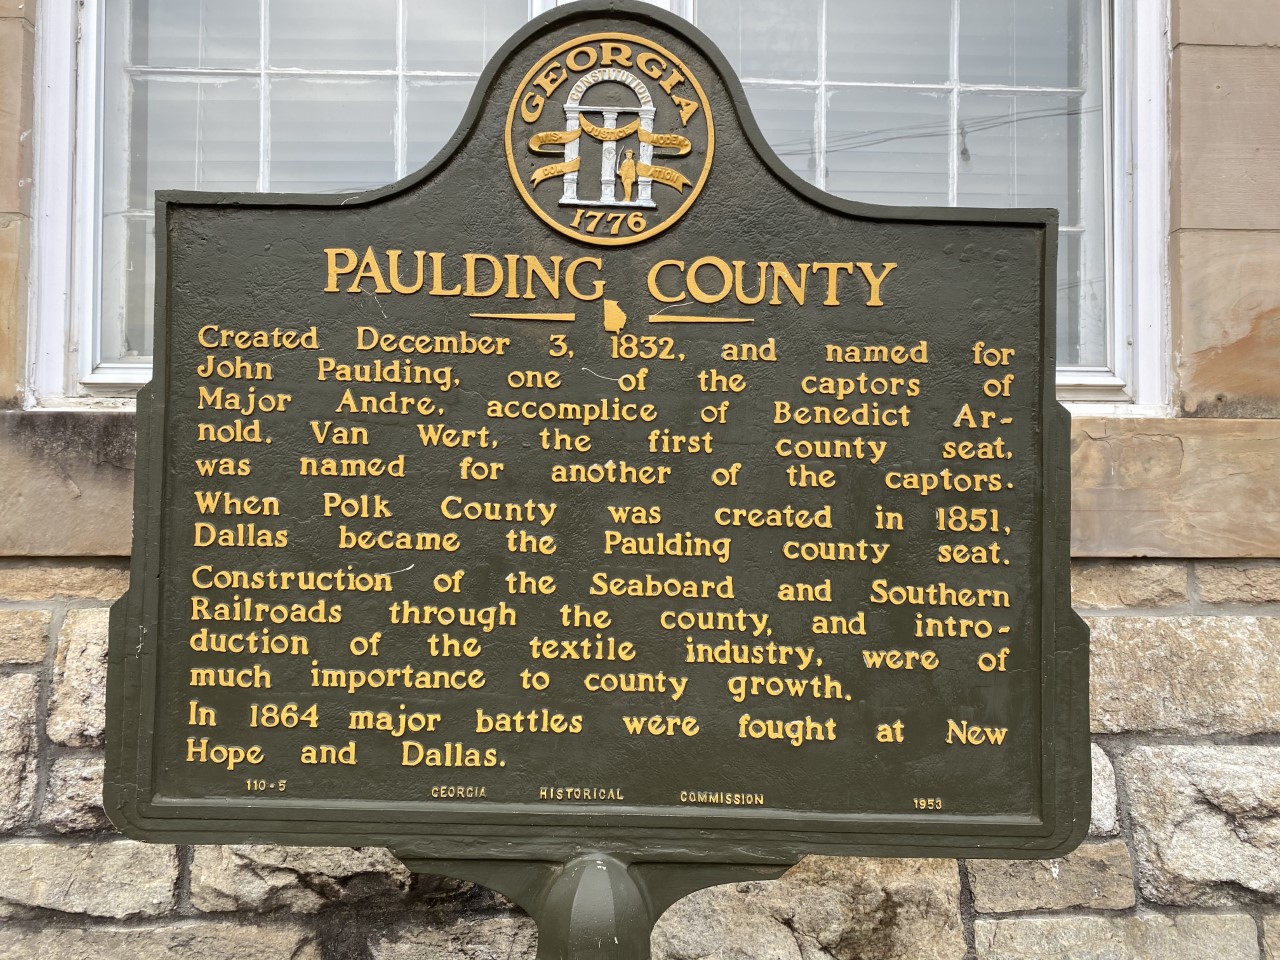 GEORGIA
CONSTITUTION
WIS- JUSTICE MODER-
DOM ATION
1776
PAULDING COUNTY
Created December 3, 1832, and named for
John Paulding, one of the captors of
Major Andre, accomplice of Benedict Ar-
nold. Van Wert, the first county seat,
was named for another of the captors.
When Polk County was created in 1851,
Dallas became the Paulding county seat.
Construction of the Seaboard and Southern
Railroads through the county, and intro-
duction of the textile industry, were of
much importance to county growth.
In 1864 major battles were fought at New
Hope and Dallas.
110-5 GEORGIA HISTORICAL COMMISSION 1953